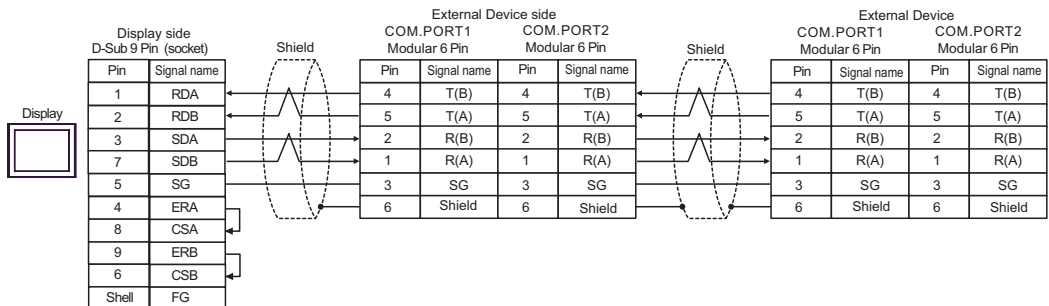 External Device side
External Device
Display side
D-Sub 9 Pin (socket)
Shield
COM.PORT1
Modular 6 Pin
COM.PORT2
Modular 6 Pin
Shield
COM.PORT1
Modular 6 Pin
COM.PORT2
Modular 6 Pin
Display
Pin Signal name
1 RDA
2 RDB
3 SDA
7 SDB
5 SG
4 ERA
8 CSA
9 ERB
6 CSB
Shell FG
Pin Signal name Pin Signal name
4 T(B) 4 T(B)
5 T(A) 5 T(A)
2 R(B) 2 R(B)
1 R(A) 1 R(A)
3 SG 3 SG
6 Shield 6 Shield
Pin Signal name Pin Signal name
4 T(B) 4 T(B)
5 T(A) 5 T(A)
2 R(B) 2 R(B)
1 R(A) 1 R(A)
3 SG 3 SG
6 Shield 6 Shield